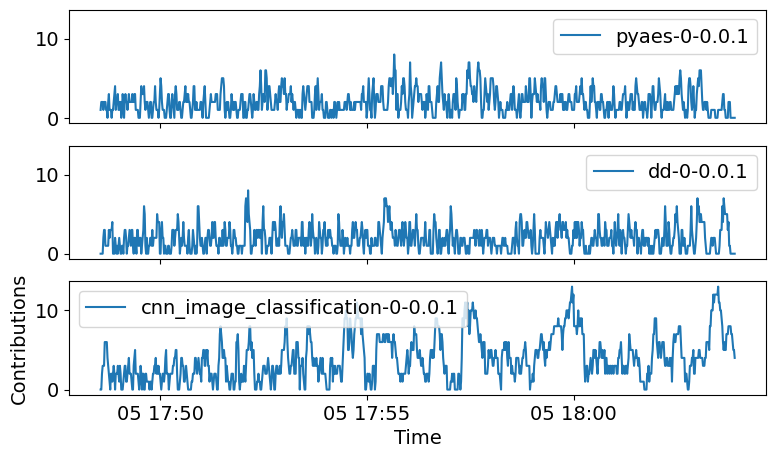 10
0
pyaes-0-0.0.1
10
0
dd-0-0.0.1
10
0
cnn_image_classification-0-0.0.1
Contributions
05 17:50 05 17:55 05 18:00
Time